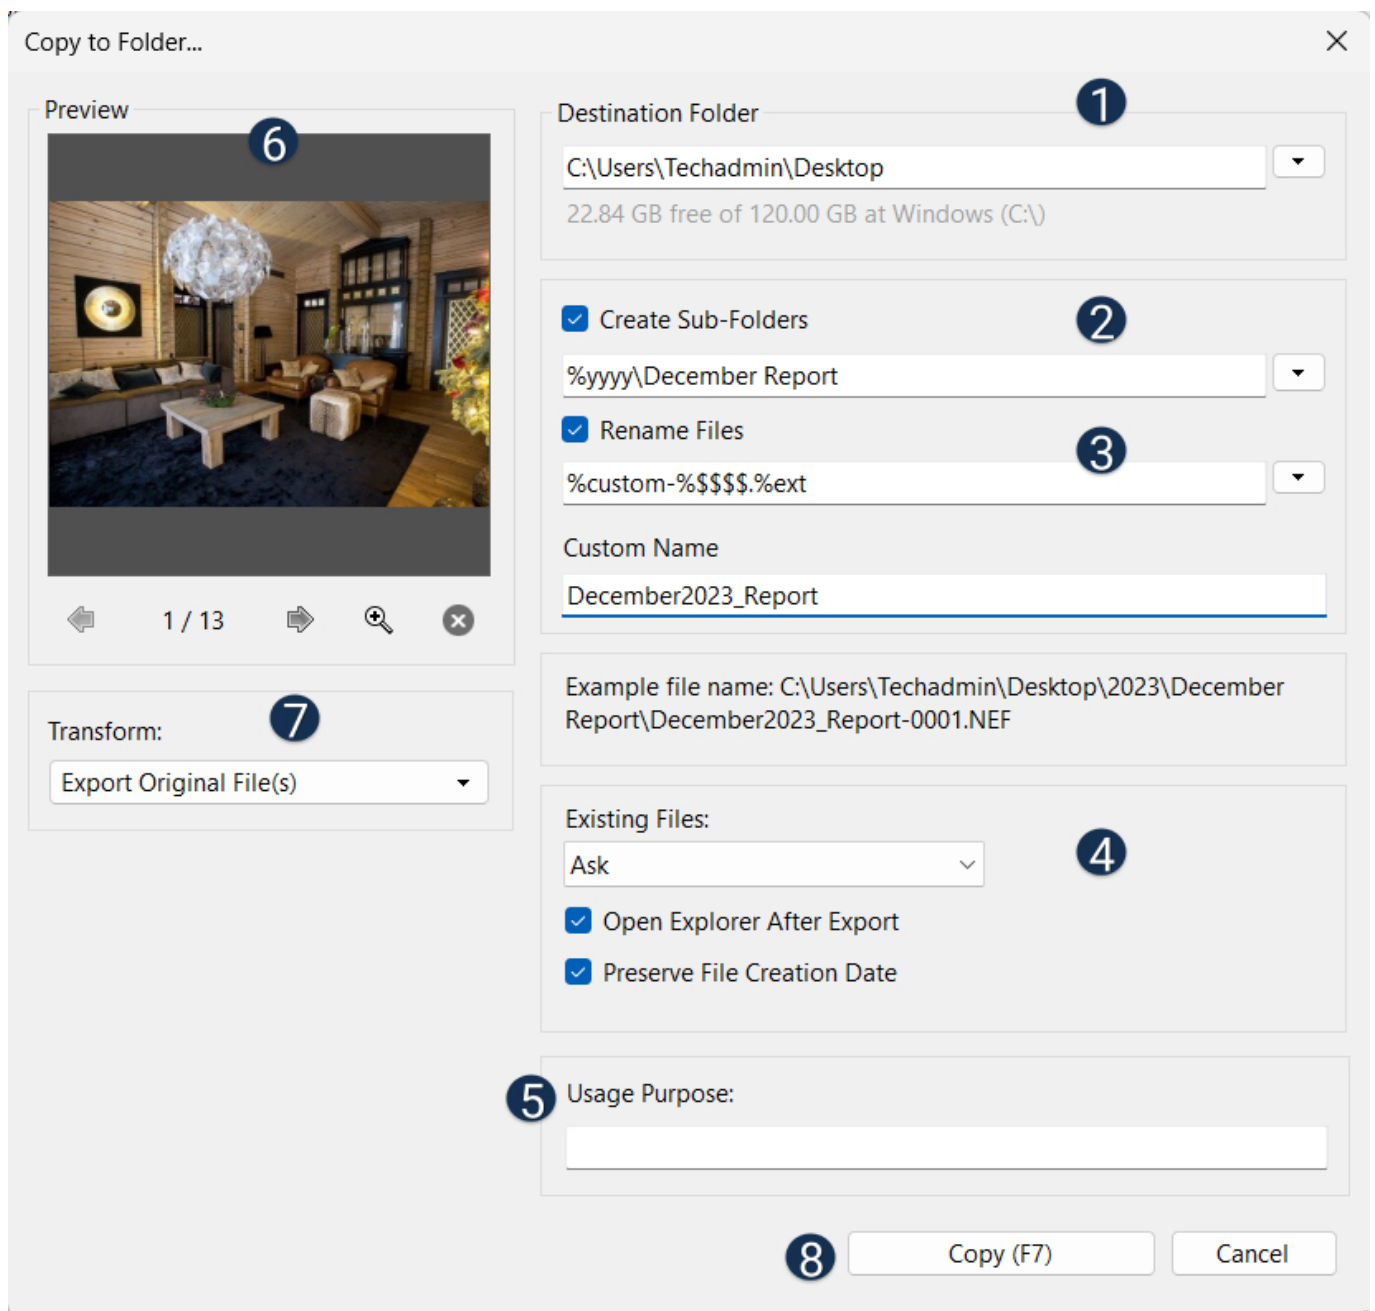 Copy to Folder...
Preview
6
1 / 13
7
Transform:
Export Original File(s)
1
Destination Folder
C:\Users\Techadmin\Desktop
22.84 GB free of 120.00 GB at Windows (C:\)
2
Create Sub-Folders
%yyyy\December Report
Rename Files
3
%custom-%$$$$.%ext
Custom Name
December2023_Report
Example file name: C:\Users\Techadmin\Desktop\2023\December
Report\December2023_Report-0001.NEF
Existing Files:
4
Ask
Open Explorer After Export
Preserve File Creation Date
5
Usage Purpose:
8
Copy (F7)
Cancel